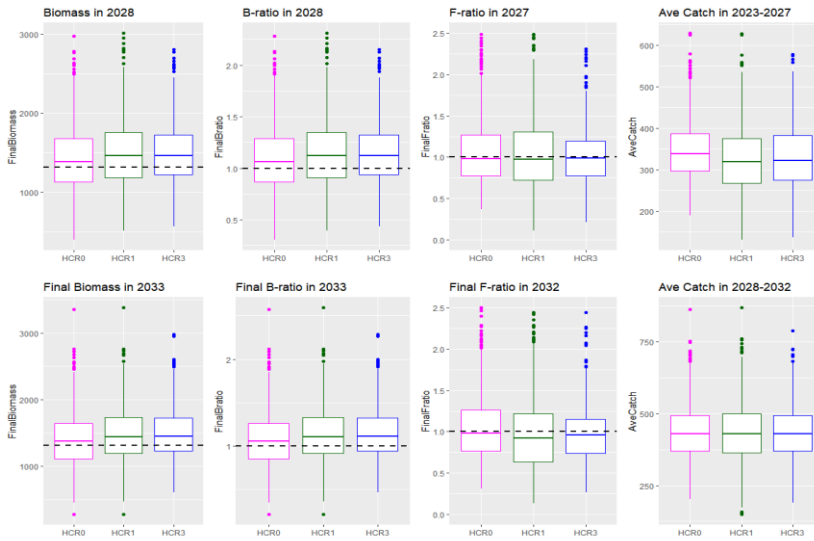 Biomass in 2028
FinalBiomass
3000
2000
1000
HCR0 HCR1 HCR3
B-ratio in 2028
FinalBratio
2.0
1.5
1.0
0.5
HCR0 HCR1 HCR3
F-ratio in 2027
FinalFratio
2.5
2.0
1.5
1.0
0.5
0.0
HCR0 HCR1 HCR3
Ave Catch in 2023-2027
AveCatch
600
500
400
300
200
HCR0 HCR1 HCR3
Final Biomass in 2033
FinalBiomass
3000
2000
1000
HCR0 HCR1 HCR3
Final B-ratio in 2033
FinalBratio
2
1
HCR0 HCR1 HCR3
Final F-ratio in 2032
FinalFratio
2.5
2.0
1.5
1.0
0.5
0.0
HCR0 HCR1 HCR3
Ave Catch in 2028-2032
AveCatch
750
500
250
HCR0 HCR1 HCR3